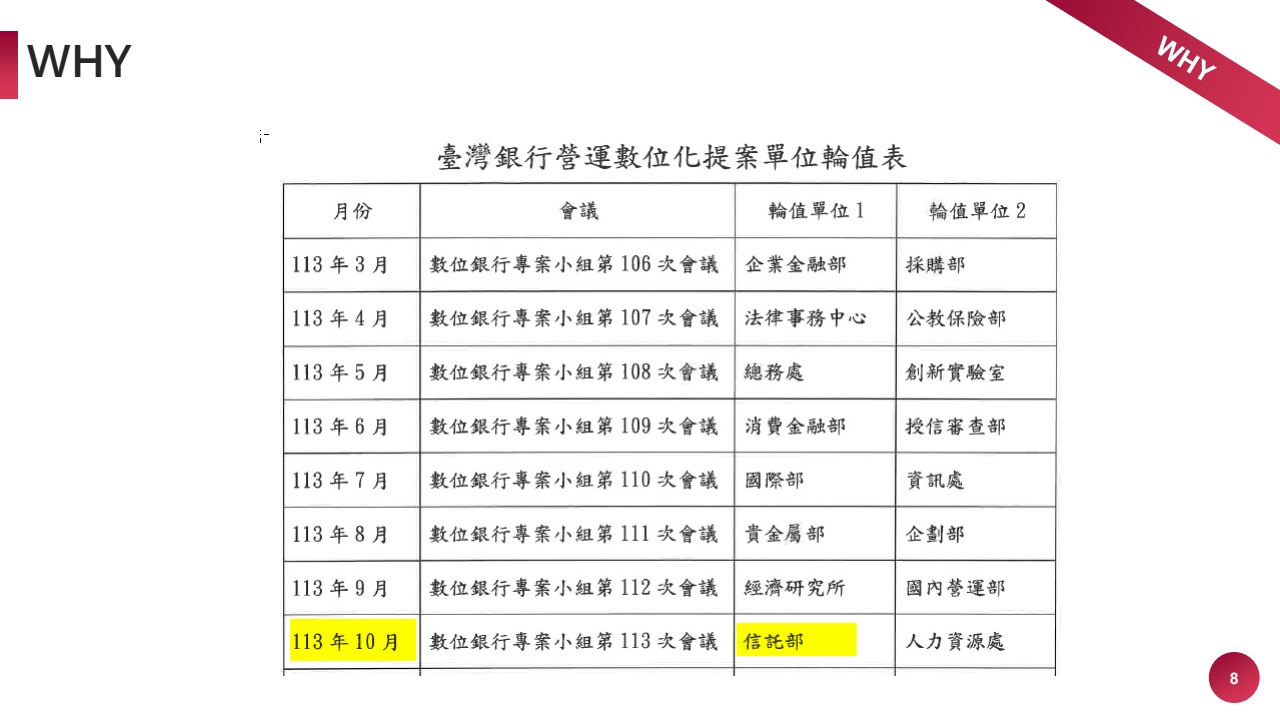 WHY
WHY
臺灣銀行營運數位化提案單位輪值表
月份 會議 輪值單位1 輪值單位2
113年3月 數位銀行專案小組第106次會議 企業金融部 採購部
113年4月 數位銀行專案小組第107次會議 法律事務中心 公教保險部
113年5月 數位銀行專案小組第108次會議 總務處 創新實驗室
113年6月 數位銀行專案小組第109次會議 消費金融部 授信審查部
113年7月 數位銀行專案小組第110次會議 國際部 資訊處
113年8月 數位銀行專案小組第111次會議 貴金屬部 企劃部
113年9月 數位銀行專案小組第112次會議 經濟研究所 國內營運部
113年10月 數位銀行專案小組第113次會議 信託部 人力資源處
8